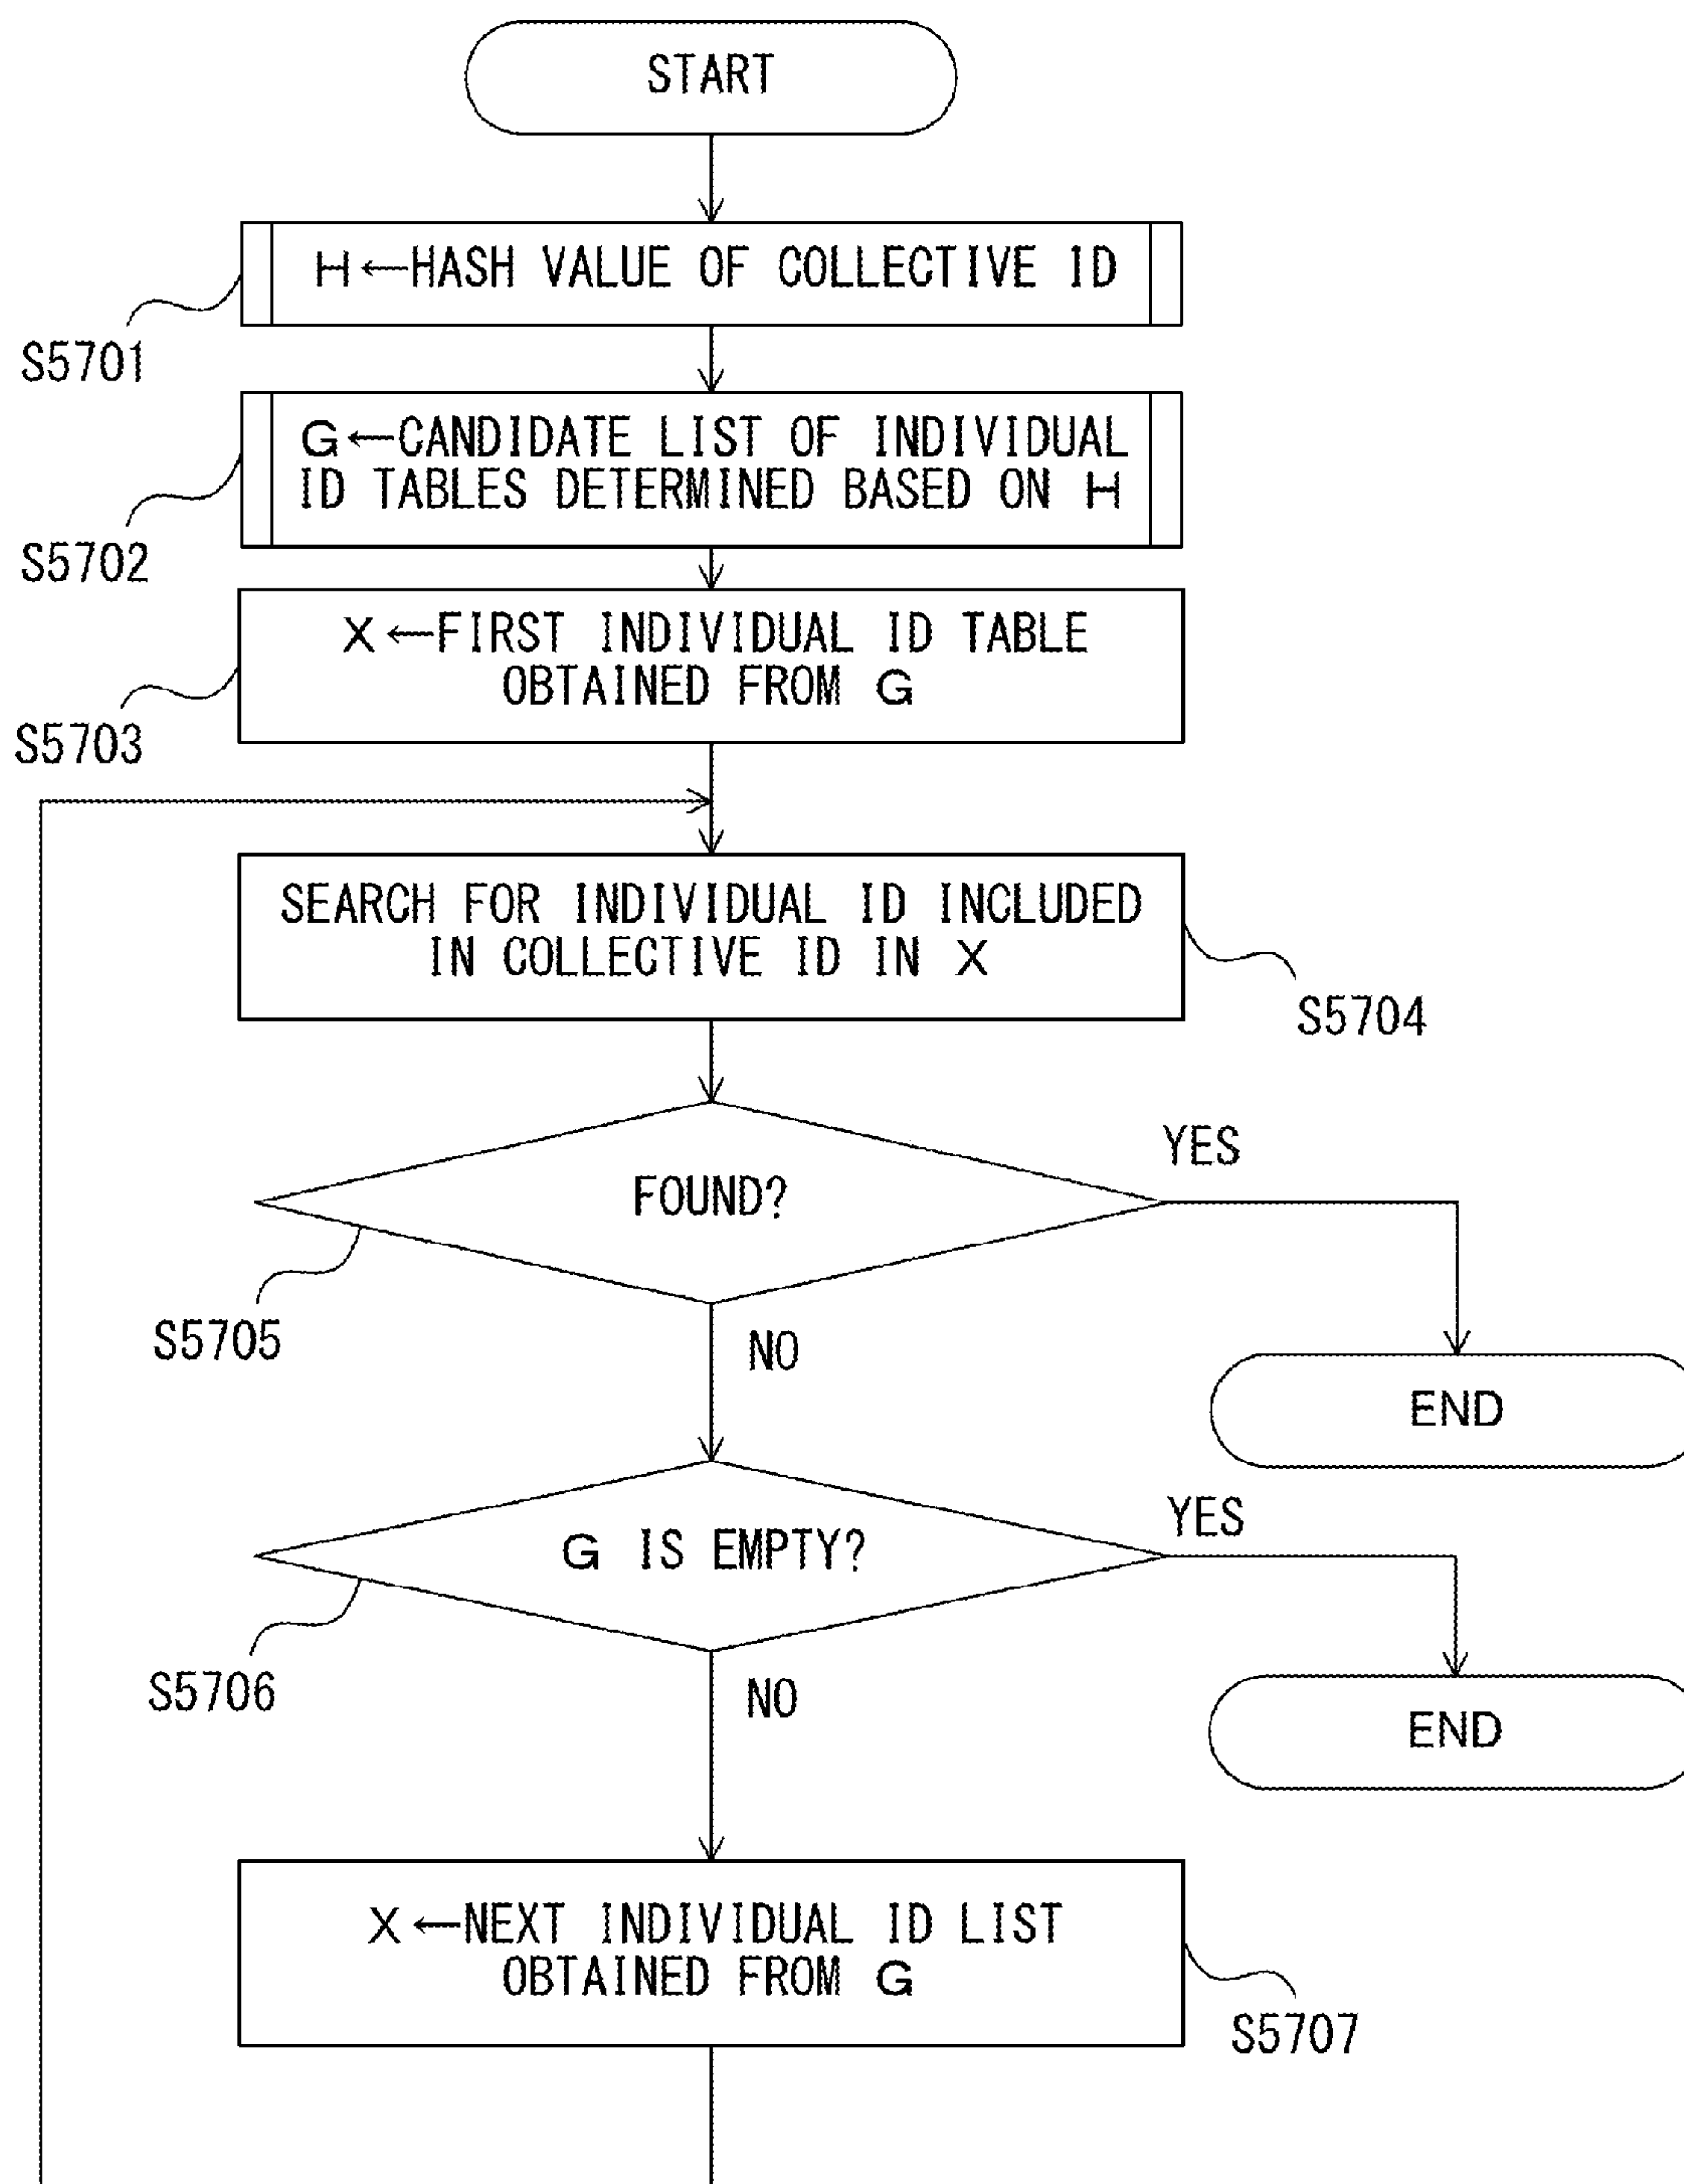 START
H←HASH VALUE OF COLLECTIVE ID
S5701
G←CANDIDATE LIST OF INDIVIDUAL
ID TABLES DETERMINED BASED ON H
S5702
X←FIRST INDIVIDUAL ID TABLE
OBTAINED FROM G
S5703
SEARCH FOR INDIVIDUAL ID INCLUDED
IN COLLECTIVE ID IN X
S5704
FOUND?
YES
S5705
NO
END
G IS EMPTY?
YES
S5706
NO
END
X←NEXT INDIVIDUAL ID LIST
OBTAINED FROM G
S5707